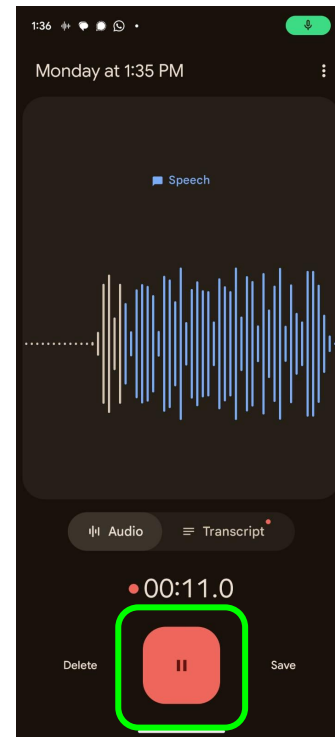 1:36
Monday at 1:35 PM
Speech
Audio
Transcript
00:11.0
Delete
Save